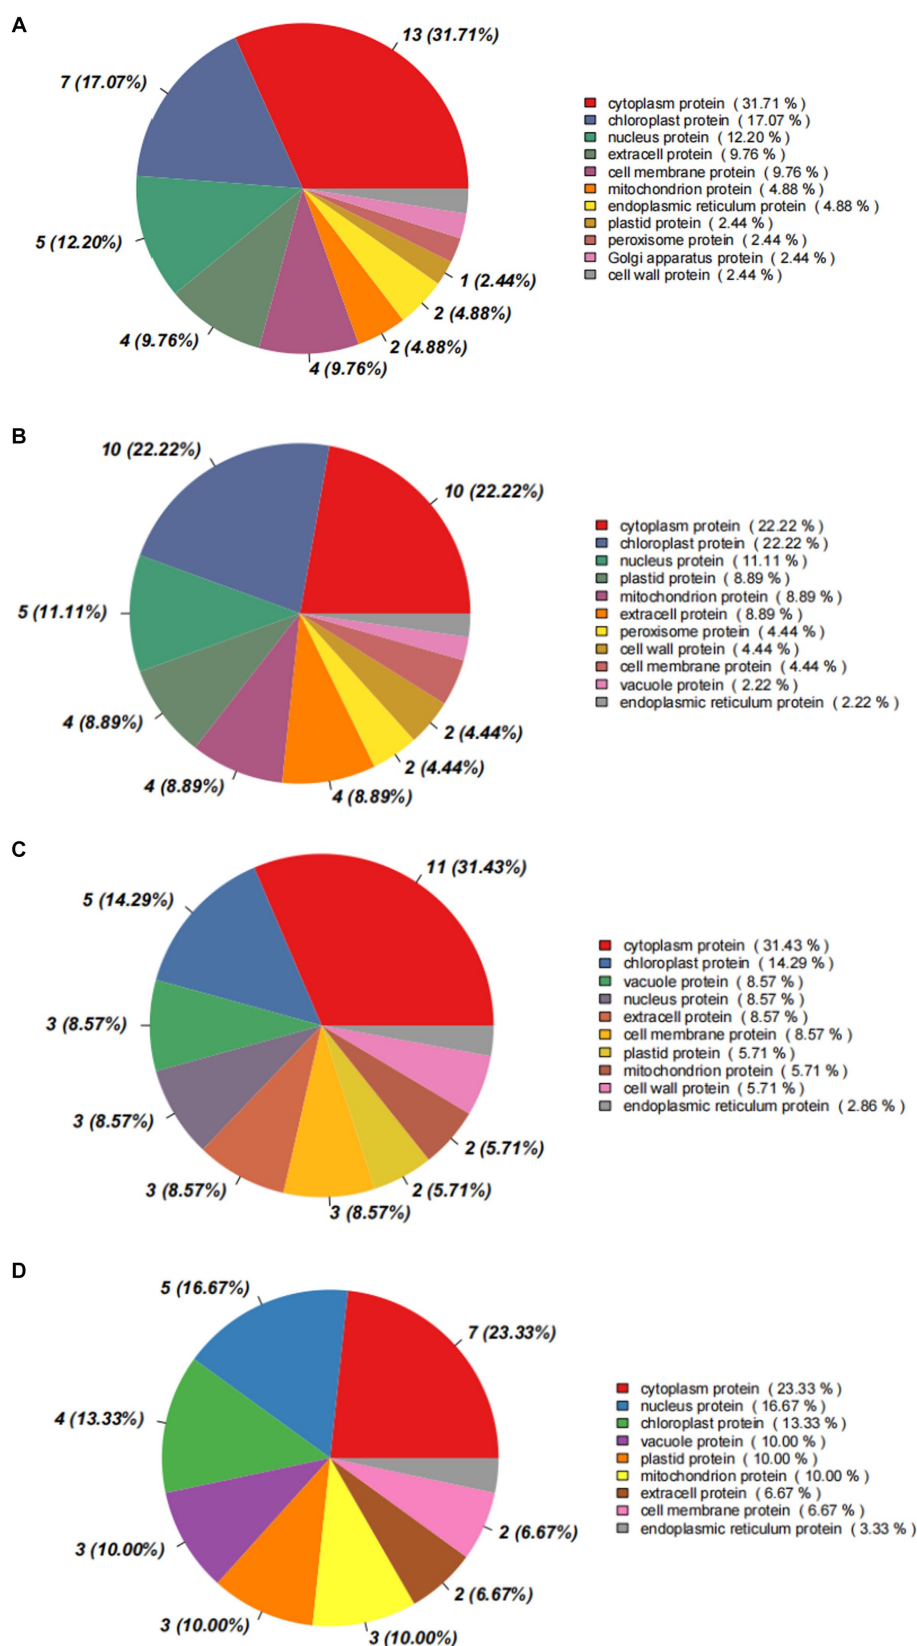 A
13 (31.71%)
7 (17.07%)
5 (12.20%)
4 (9.76%)
4 (9.76%)
2 (4.88%)
2 (4.88%)
1 (2.44%)
cytoplasm protein ( 31.71 % )
chloroplast protein ( 17.07 % )
nucleus protein ( 12.20 % )
extracell protein ( 9.76 % )
cell membrane protein ( 9.76 % )
mitochondrion protein ( 4.88 % )
endoplasmic reticulum protein ( 4.88 % )
plastid protein ( 2.44 % )
peroxisome protein ( 2.44 % )
Golgi apparatus protein ( 2.44 % )
cell wall protein ( 2.44 % )
B
10 (22.22%)
10 (22.22%)
5 (11.11%)
4 (8.89%)
4 (8.89%)
4 (8.89%)
2 (4.44%)
2 (4.44%)
cytoplasm protein ( 22.22 % )
chloroplast protein ( 22.22 % )
nucleus protein ( 11.11 % )
plastid protein ( 8.89 % )
mitochondrion protein ( 8.89 % )
extracell protein ( 8.89 % )
peroxisome protein ( 4.44 % )
cell wall protein ( 4.44 % )
cell membrane protein ( 4.44 % )
vacuole protein ( 2.22 % )
endoplasmic reticulum protein ( 2.22 % )
C
11 (31.43%)
5 (14.29%)
3 (8.57%)
3 (8.57%)
3 (8.57%)
3 (8.57%)
2 (5.71%)
2 (5.71%)
cytoplasm protein ( 31.43 % )
chloroplast protein ( 14.29 % )
vacuole protein ( 8.57 % )
nucleus protein ( 8.57 % )
extracell protein ( 8.57 % )
cell membrane protein ( 8.57 % )
plastid protein ( 5.71 % )
mitochondrion protein ( 5.71 % )
cell wall protein ( 5.71 % )
endoplasmic reticulum protein ( 2.86 % )
D
5 (16.67%)
7 (23.33%)
4 (13.33%)
3 (10.00%)
3 (10.00%)
3 (10.00%)
2 (6.67%)
2 (6.67%)
cytoplasm protein ( 23.33 % )
nucleus protein ( 16.67 % )
chloroplast protein ( 13.33 % )
vacuole protein ( 10.00 % )
plastid protein ( 10.00 % )
mitochondrion protein ( 10.00 % )
extracell protein ( 6.67 % )
cell membrane protein ( 6.67 % )
endoplasmic reticulum protein ( 3.33 % )